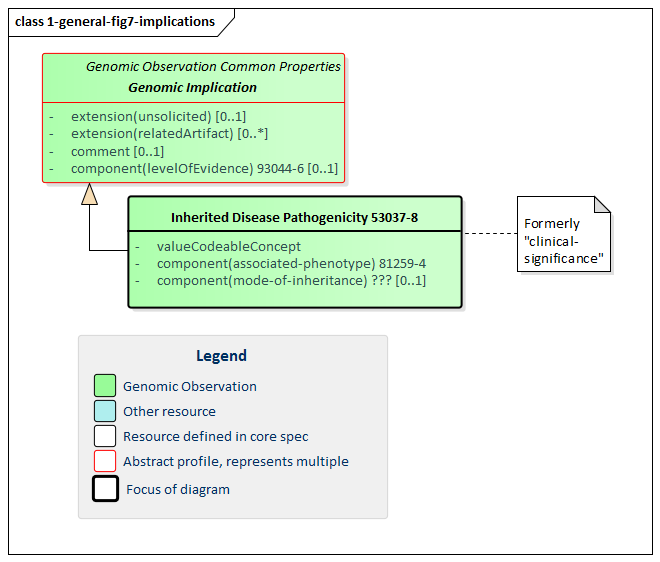 class 1-general-fig7-implications
Genomic Observation Common Properties
Genomic Implication
- extension(unsolicited) [0..1]
- extension(relatedArtifact) [0..*]
- comment [0..1]
- component(levelOfEvidence) 93044-6 [0..1]
Inherited Disease Pathogenicity 53037-8
- valueCodeableConcept
- component(associated-phenotype) 81259-4
- component(mode-of-inheritance) ??? [0..1]
Formerly
"clinical-
significance"
Legend
Genomic Observation
Other resource
Resource defined in core spec
Abstract profile, represents multiple
Focus of diagram